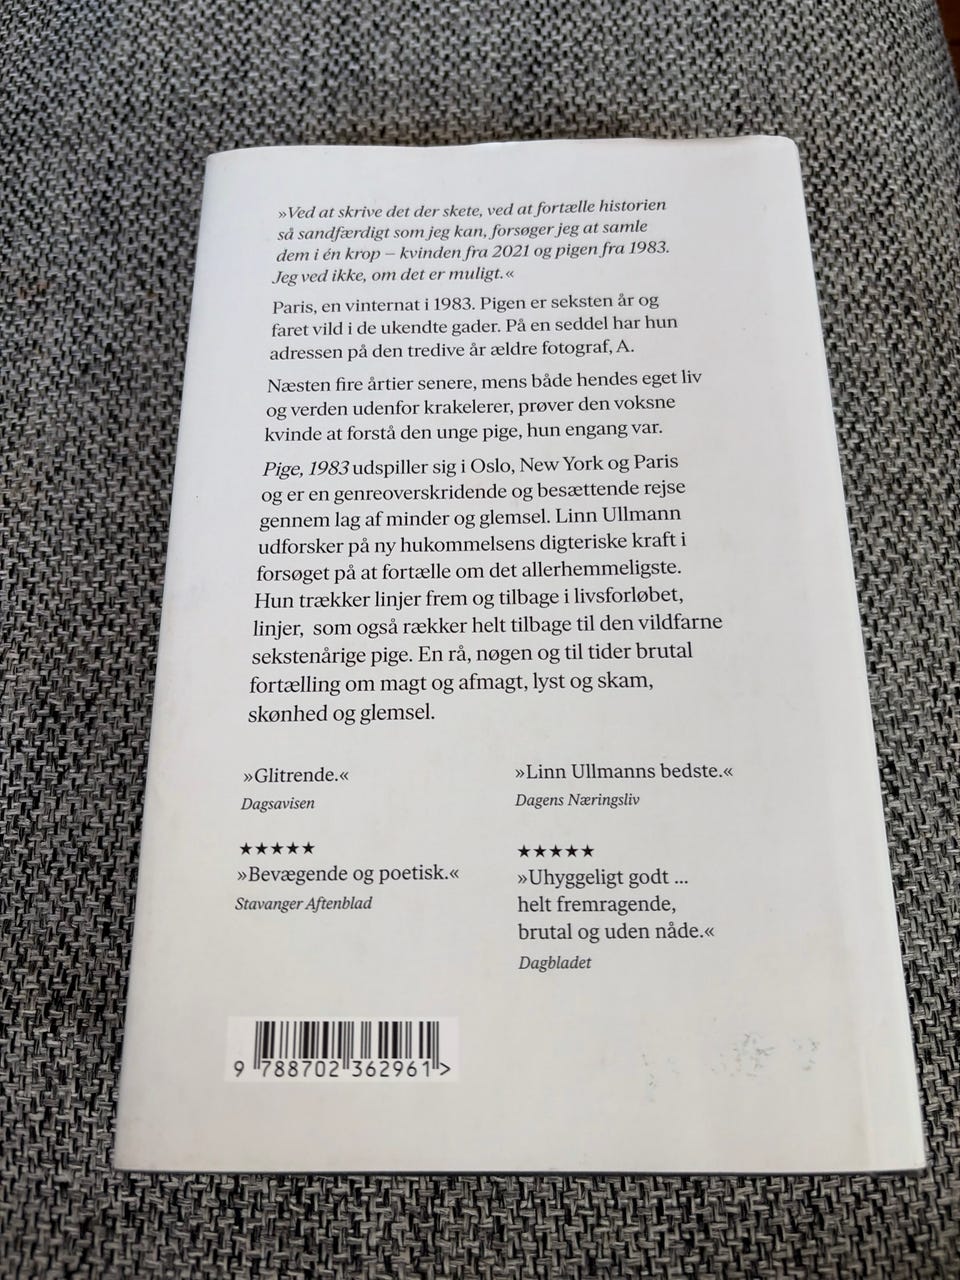 »Ved at skrive det der skete, ved at fortælle historien
så sandfærdigt som jeg kan, forsøger jeg at samle
dem i én krop – kvinden fra 2021 og pigen fra 1983.
Jeg ved ikke, om det er muligt.«
Paris, en vinternat i 1983. Pigen er seksten år og
faret vild i de ukendte gader. På en seddel har hun
adressen på den tredive år ældre fotograf, A.
Næsten fire årtier senere, mens både hendes eget liv
og verden udenfor krakelerer, prøver den voksne
kvinde at forstå den unge pige, hun engang var.
Pige, 1983 udspiller sig i Oslo, New York og Paris
og er en genreoverskridende og besættende rejse
gennem lag af minder og glemsel. Linn Ullmann
udforsker på ny hukommelsens digteriske kraft i
forsøget på at fortælle om det allerhemmeligste.
Hun trækker linjer frem og tilbage i livsforløbet,
linjer, som også rækker helt tilbage til den vildfarne
sekstenårige pige. En rå, nøgen og til tider brutal
fortælling om magt og afmagt, lyst og skam,
skønhed og glemsel.
»Glitrende.«
Dagsavisen
»Linn Ullmanns bedste.«
Dagens Næringsliv
★★★★★
»Bevægende og poetisk.«
Stavanger Aftenblad
★★★★★
»Uhyggeligt godt ...
helt fremragende,
brutal og uden nåde.«
Dagbladet
9 788702 362961 >